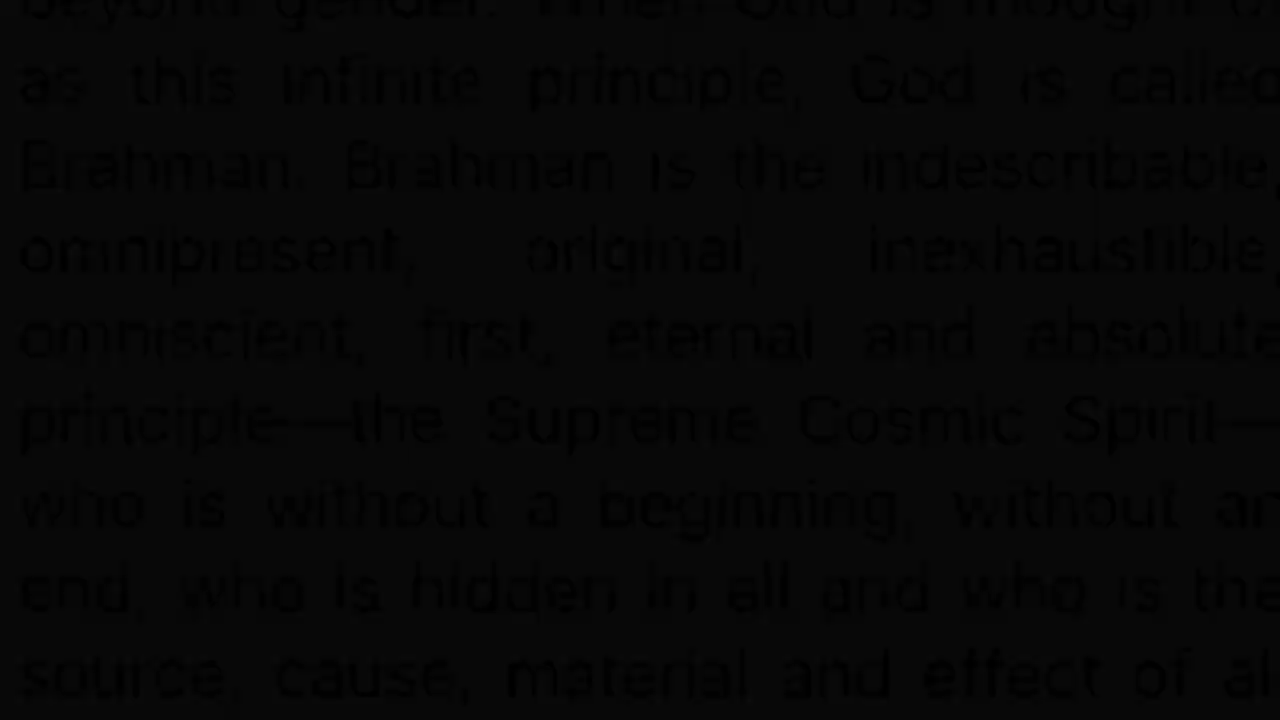 beyond gender. When God is thought of
as this infinite principle, God is called
Brahman. Brahman is the indescribable,
omnipresent, original, inexhaustible,
omniscient, first, eternal and absolute
principle—the Supreme Cosmic Spirit—
who is without a beginning, without an
end, who is hidden in all and who is the
source, cause, material and effect of all